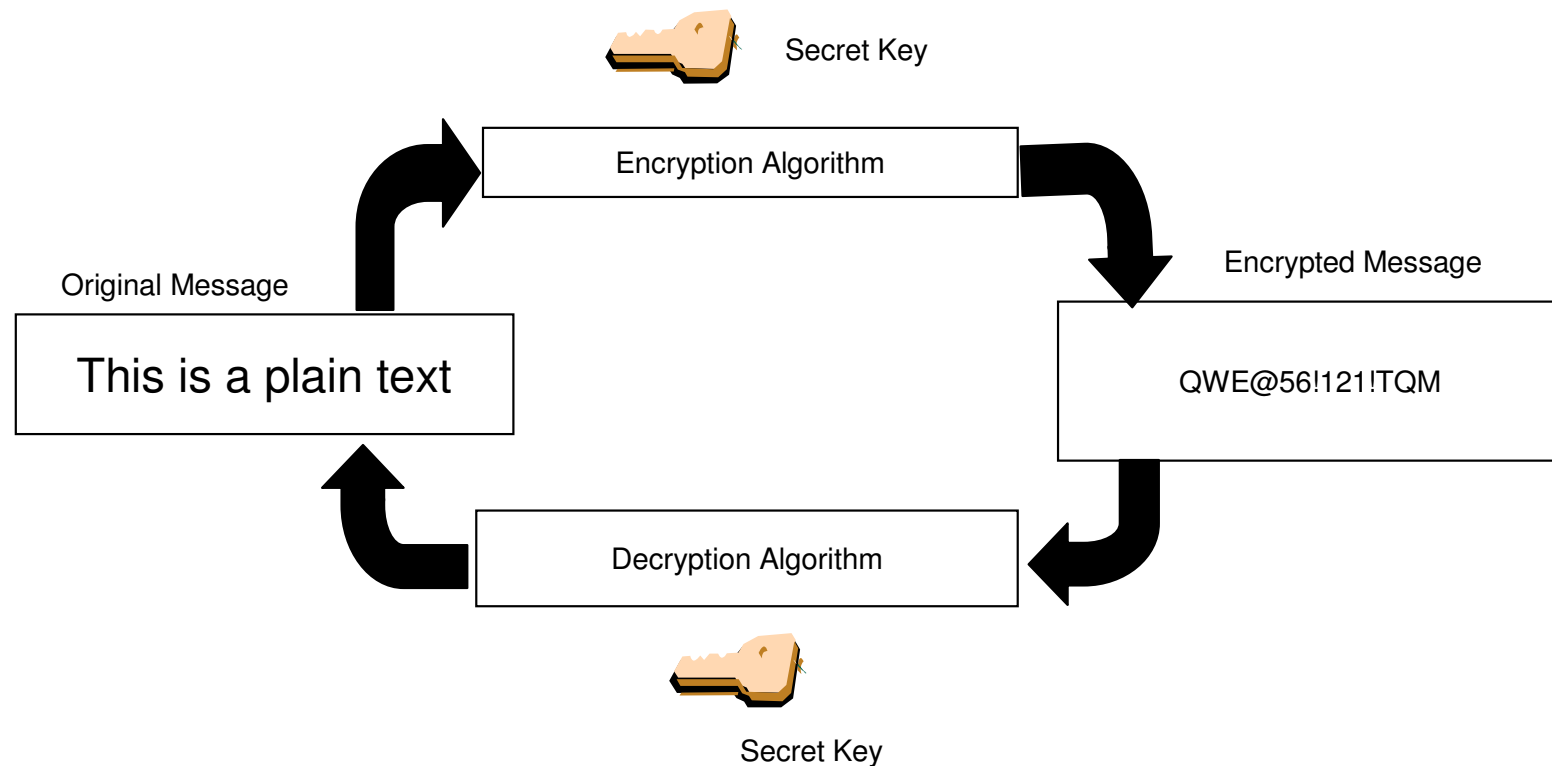 Secret Key
Encryption Algorithm
Encrypted Message
Original Message
This is a plain text
QWE@56!121!TQM
Decryption Algorithm
Secret Key